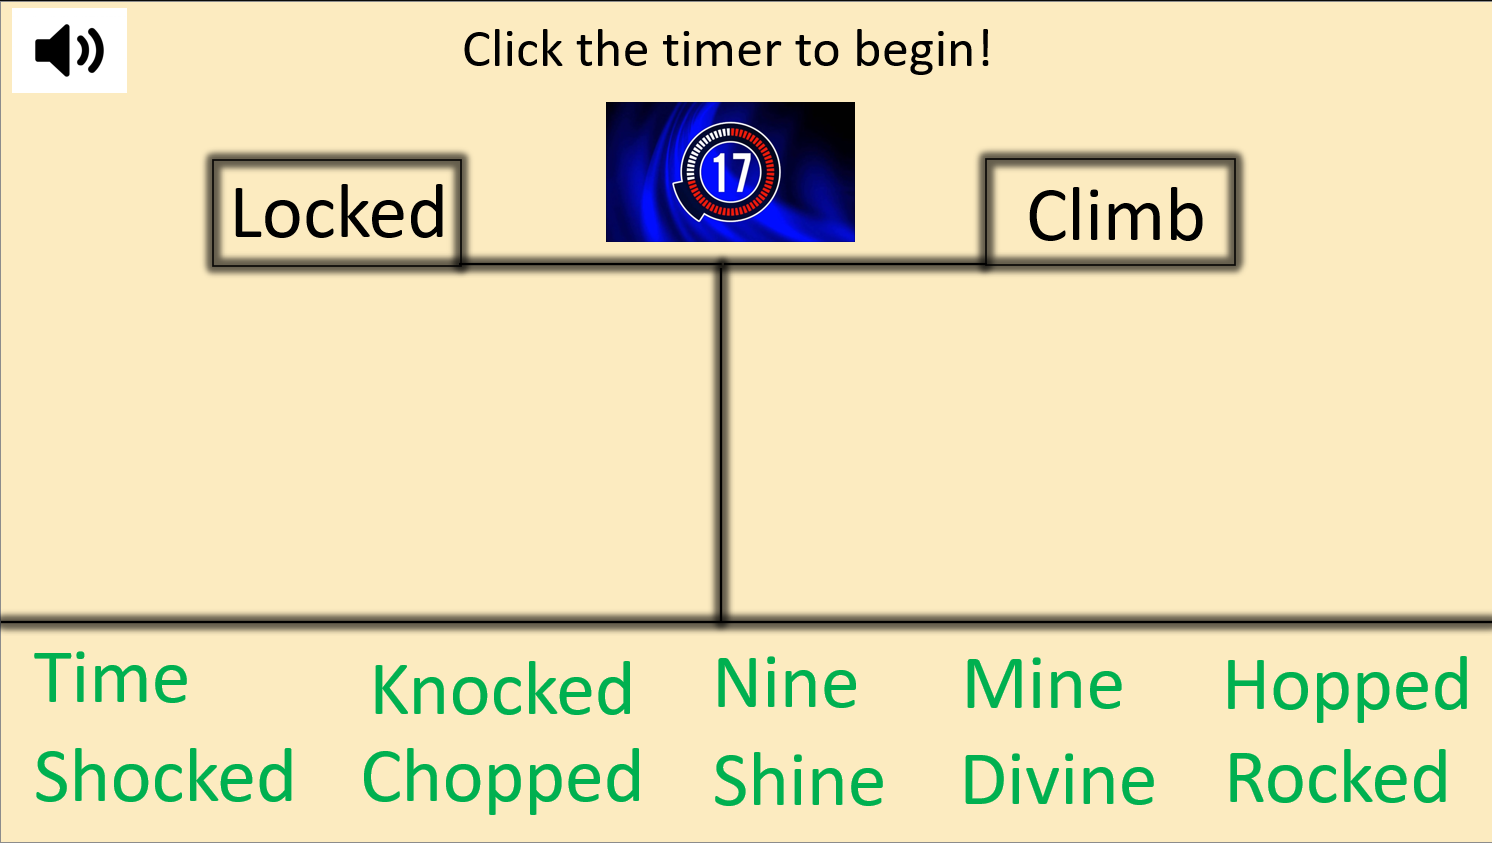 Click the timer to begin!
17
Locked
Climb
Time Knocked Nine Mine Hopped
Shocked Chopped Shine Divine Rocked